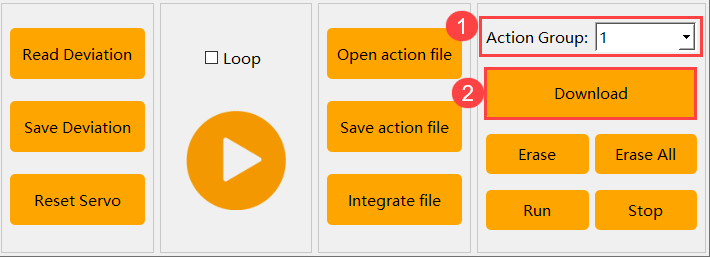 Read Deviation
Save Deviation
Reset Servo
Loop
Open action file
Save action file
Integrate file
1
Action Group: 1
2
Download
Erase
Erase All
Run
Stop